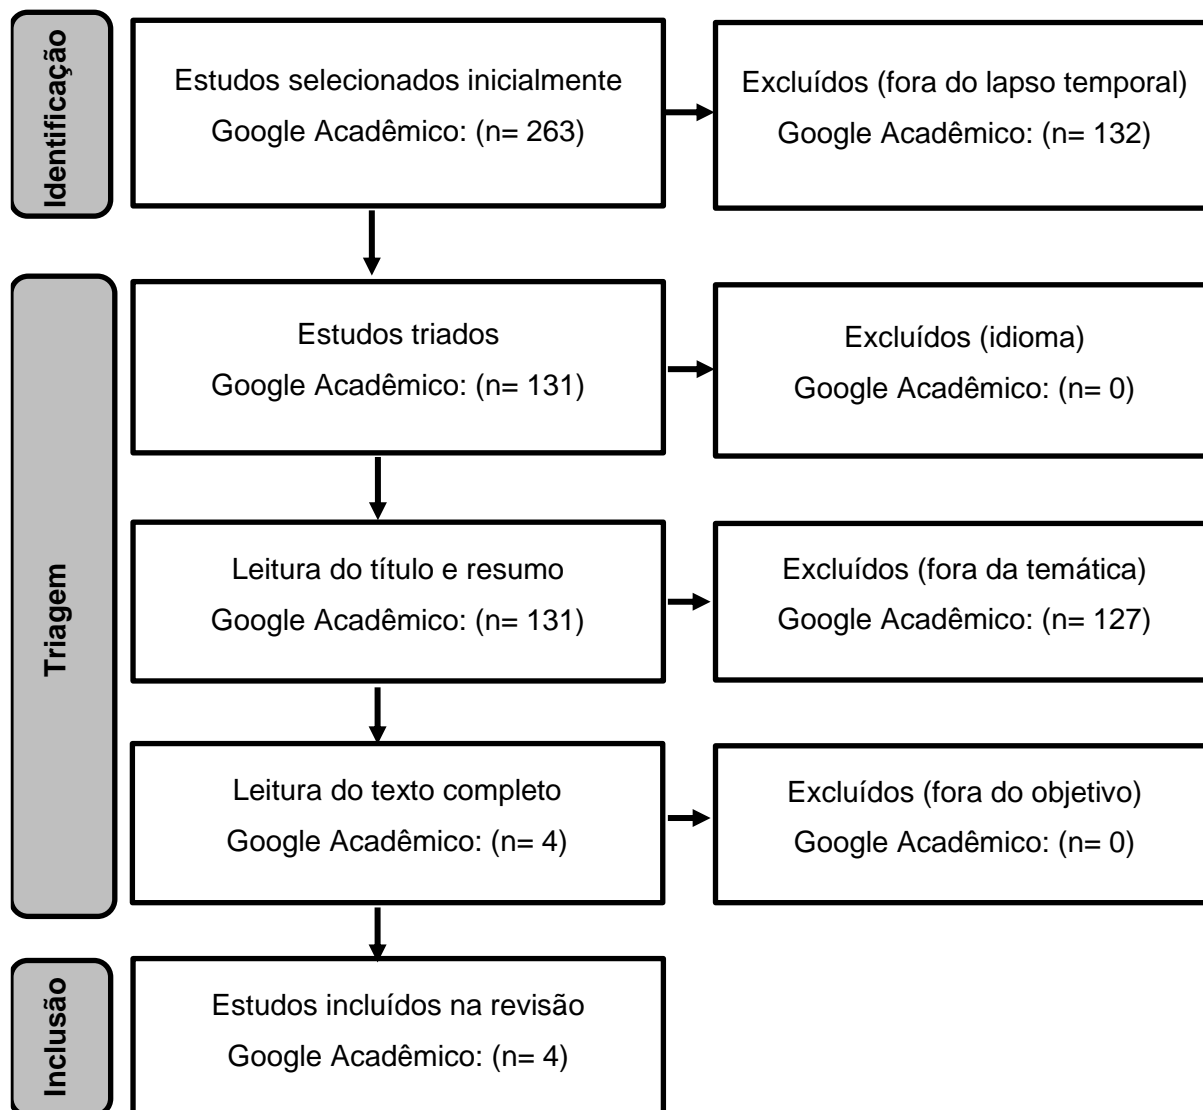 Identificação
Estudos selecionados inicialmente
Google Acadêmico: (n= 263)
Excluídos (fora do lapso temporal)
Google Acadêmico: (n= 132)
Triagem
Estudos triados
Google Acadêmico: (n= 131)
Excluídos (idioma)
Google Acadêmico: (n= 0)
Leitura do título e resumo
Google Acadêmico: (n= 131)
Excluídos (fora da temática)
Google Acadêmico: (n= 127)
Leitura do texto completo
Google Acadêmico: (n= 4)
Excluídos (fora do objetivo)
Google Acadêmico: (n= 0)
Inclusão
Estudos incluídos na revisão
Google Acadêmico: (n= 4)